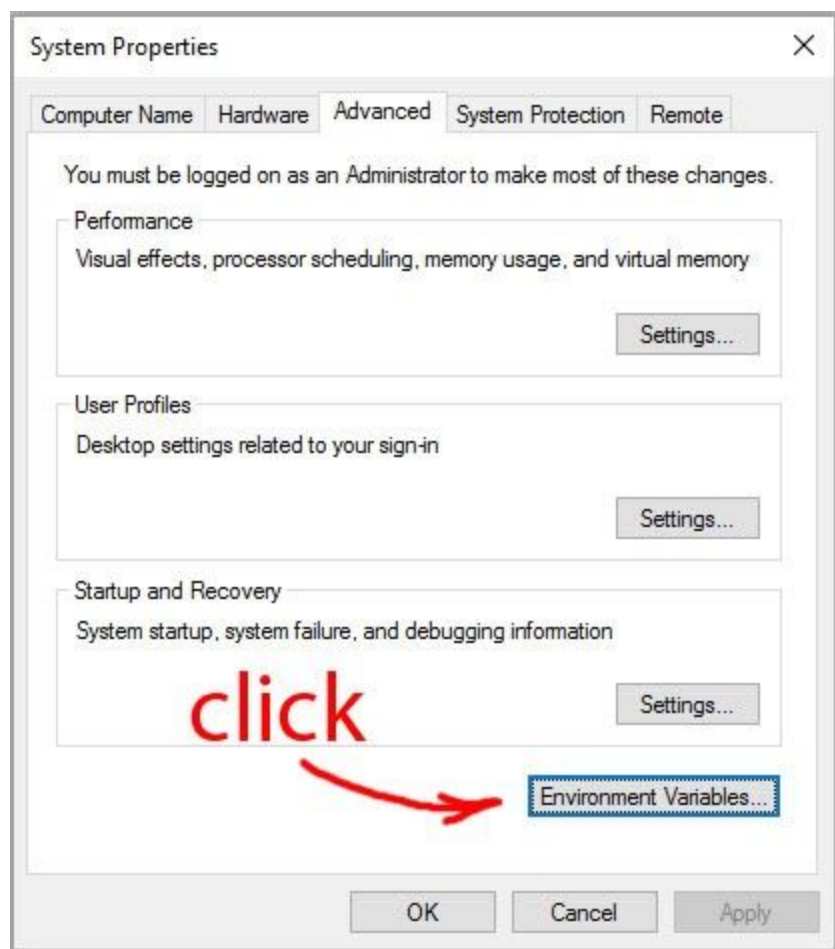 System Properties
Computer Name Hardware Advanced System Protection Remote
You must be logged on as an Administrator to make most of these changes.
Performance
Visual effects, processor scheduling, memory usage, and virtual memory
Settings...
User Profiles
Desktop settings related to your sign-in
Settings...
Startup and Recovery
System startup, system failure, and debugging information
click
Settings...
Environment Variables...
OK Cancel Apply